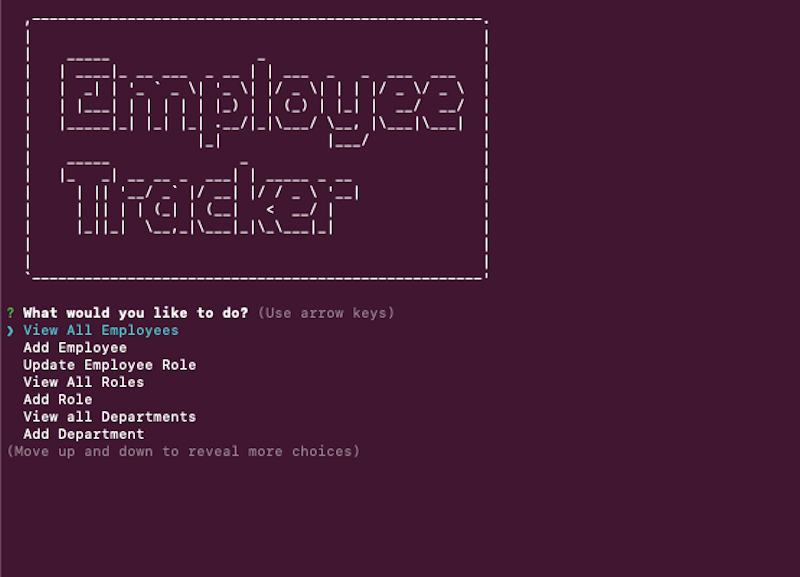 Employee
Tracker
? What would you like to do? (Use arrow keys)
❯ View All Employees
Add Employee
Update Employee Role
View All Roles
Add Role
View all Departments
Add Department
(Move up and down to reveal more choices)